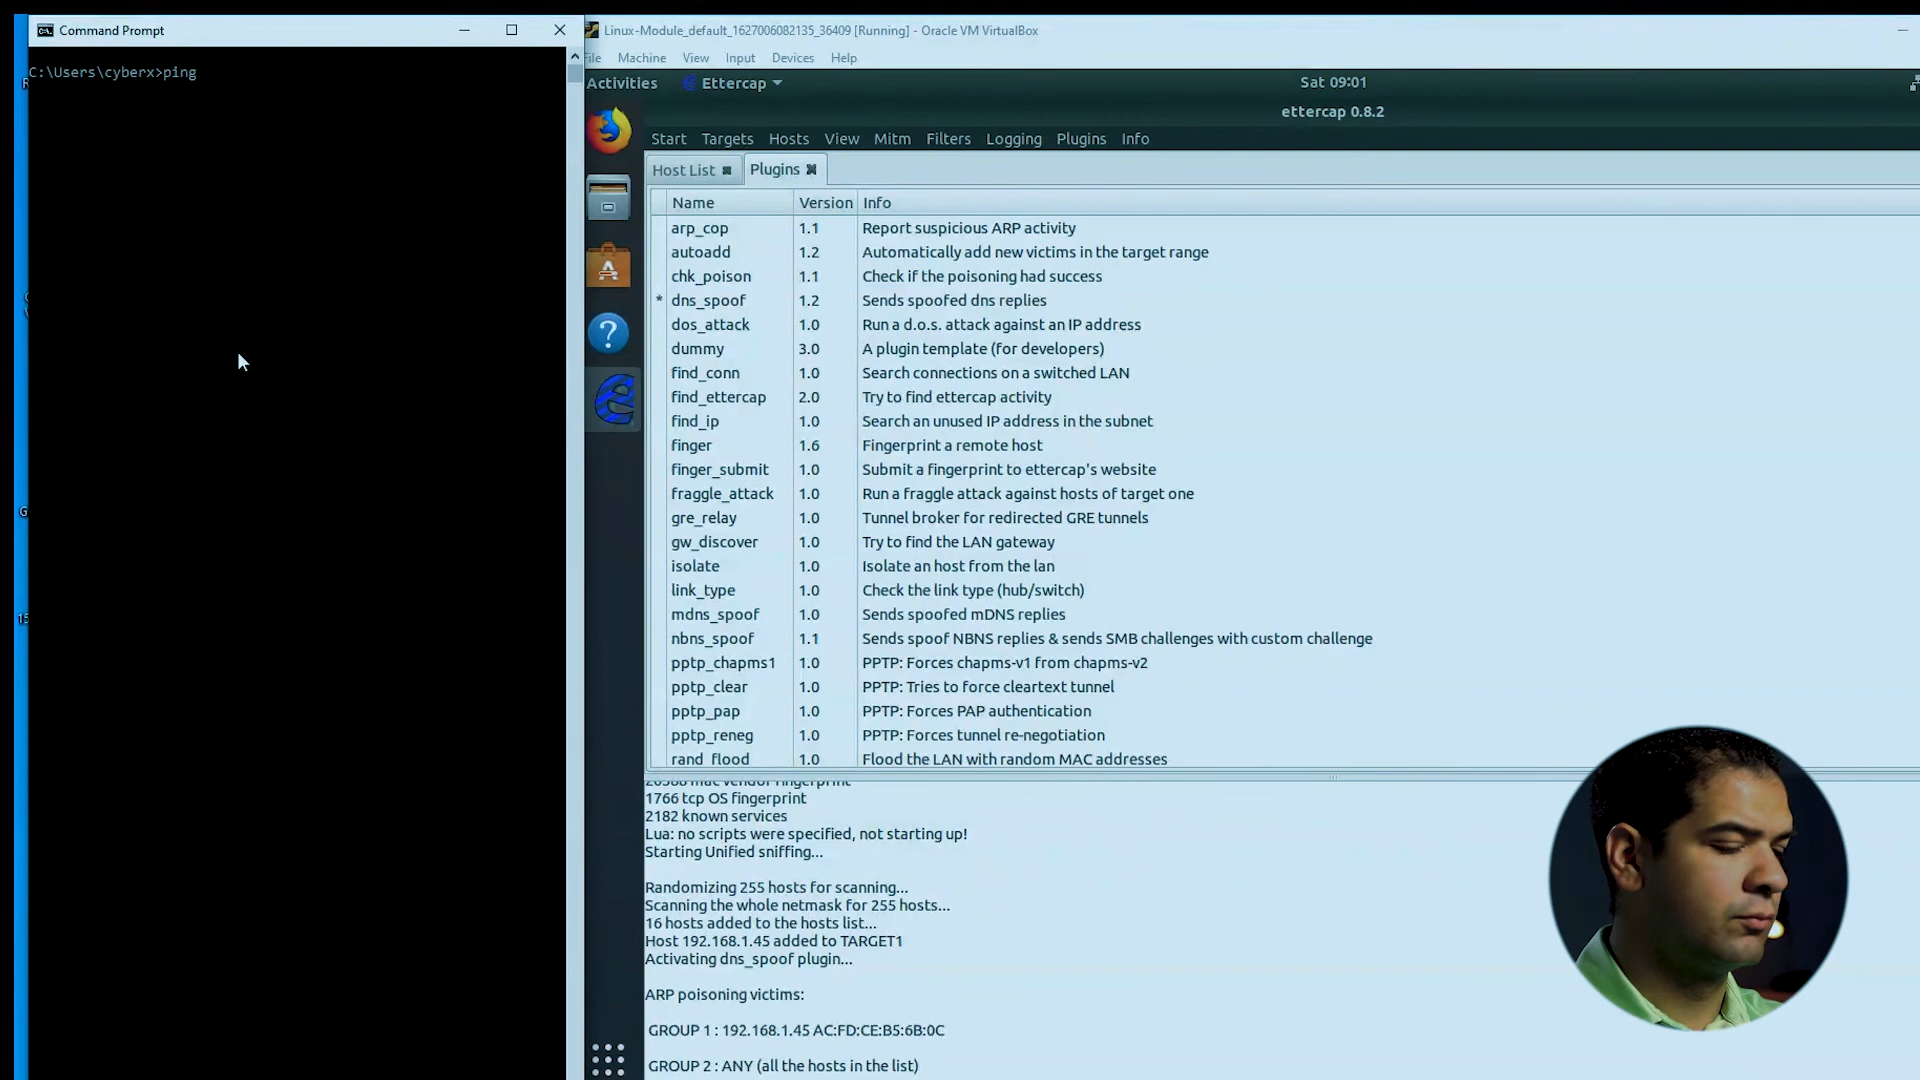 Command Prompt
C:\Users\cyberx>ping
Linux-Module_default_1627006082135_36409 [Running] - Oracle VM VirtualBox
File Machine View Input Devices Help
Activities Ettercap Sat 09:01
ettercap 0.8.2
Start Targets Hosts View Mitm Filters Logging Plugins Info
Host List Plugins
Name Version Info
arp_cop 1.1 Report suspicious ARP activity
autoadd 1.2 Automatically add new victims in the target range
chk_poison 1.1 Check if the poisoning had success
* dns_spoof 1.2 Sends spoofed dns replies
dos_attack 1.0 Run a d.o.s. attack against an IP address
dummy 3.0 A plugin template (for developers)
find_conn 1.0 Search connections on a switched LAN
find_ettercap 2.0 Try to find ettercap activity
find_ip 1.0 Search an unused IP address in the subnet
finger 1.6 Fingerprint a remote host
finger_submit 1.0 Submit a fingerprint to ettercap's website
fraggle_attack 1.0 Run a fraggle attack against hosts of target one
gre_relay 1.0 Tunnel broker for redirected GRE tunnels
gw_discover 1.0 Try to find the LAN gateway
isolate 1.0 Isolate an host from the lan
link_type 1.0 Check the link type (hub/switch)
mdns_spoof 1.0 Sends spoofed mDNS replies
nbns_spoof 1.1 Sends spoof NBNS replies & sends SMB challenges with custom challenge
pptp_chapms1 1.0 PPTP: Forces chapms-v1 from chapms-v2
pptp_clear 1.0 PPTP: Tries to force cleartext tunnel
pptp_pap 1.0 PPTP: Forces PAP authentication
pptp_reneg 1.0 PPTP: Forces tunnel re-negotiation
rand_flood 1.0 Flood the LAN with random MAC addresses
mac vendor fingerprint
1766 tcp OS fingerprint
2182 known services
Lua: no scripts were specified, not starting up!
Starting Unified sniffing...
Randomizing 255 hosts for scanning...
Scanning the whole netmask for 255 hosts...
16 hosts added to the hosts list...
Host 192.168.1.45 added to TARGET1
Activating dns_spoof plugin...
ARP poisoning victims:
GROUP 1 : 192.168.1.45 AC:FD:CE:B5:6B:0C
GROUP 2 : ANY (all the hosts in the list)